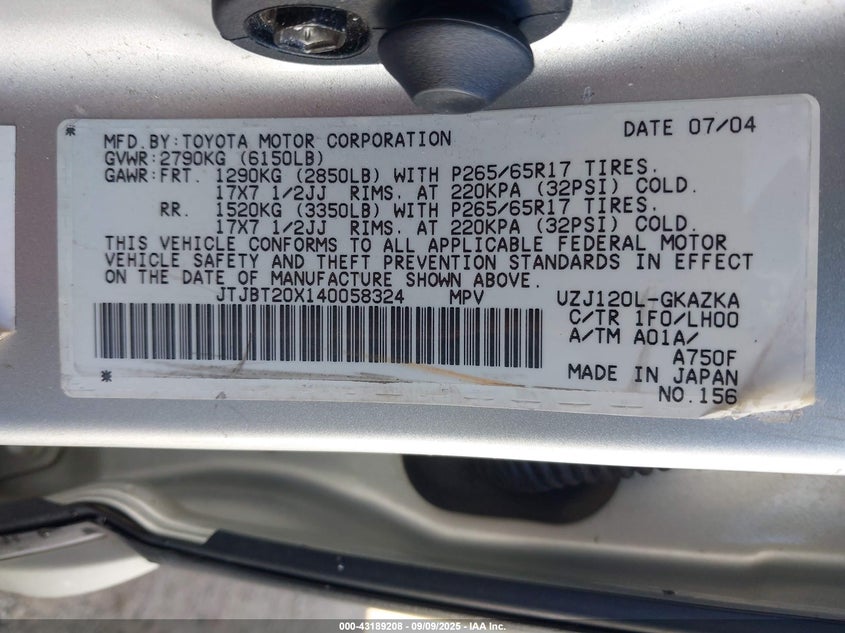 MFD.BY:TOYOTA MOTOR CORPORATION DATE 07/04
GVWR:2790KG (6150LB)
GAWR:FRT. 1290KG (2850LB) WITH P265/65R17 TIRES.
17X7 1/2JJ RIMS. AT 220KPA (32PSI) COLD.
RR. 1520KG (3350LB) WITH P265/65R17 TIRES.
17X7 1/2JJ RIMS. AT 220KPA (32PSI) COLD.
THIS VEHICLE CONFORMS TO ALL APPLICABLE FEDERAL MOTOR
VEHICLE SAFETY AND THEFT PREVENTION STANDARDS IN EFFECT
ON THE DATE OF MANUFACTURE SHOWN ABOVE.
JTJBT20X140058324 MPV UZJ120L-GKAZKA
C/TR 1F0/LH00
A/TM A01A/
A750F
MADE IN JAPAN
NO.156
000-43189208 - 09/09/2025 - IAA Inc.